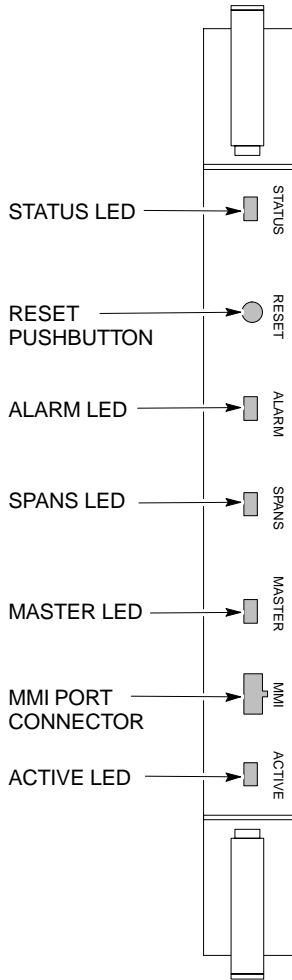 STATUS LED
STATUS
RESET
PUSHBUTTON
RESET
ALARM LED
ALARM
SPANS LED
SPANS
MASTER LED
MASTER
MMI PORT
CONNECTOR
MMI
ACTIVE LED
ACTIVE